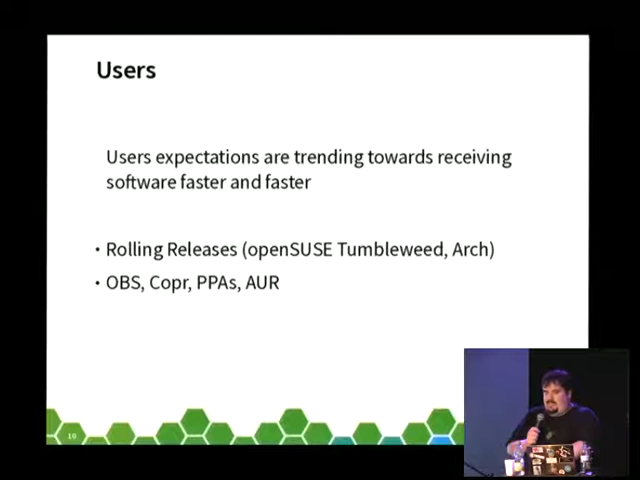 Users
Users expectations are trending towards receiving
software faster and faster
• Rolling Releases (openSUSE Tumbleweed, Arch)
• OBS, Copr, PPAs, AUR
10